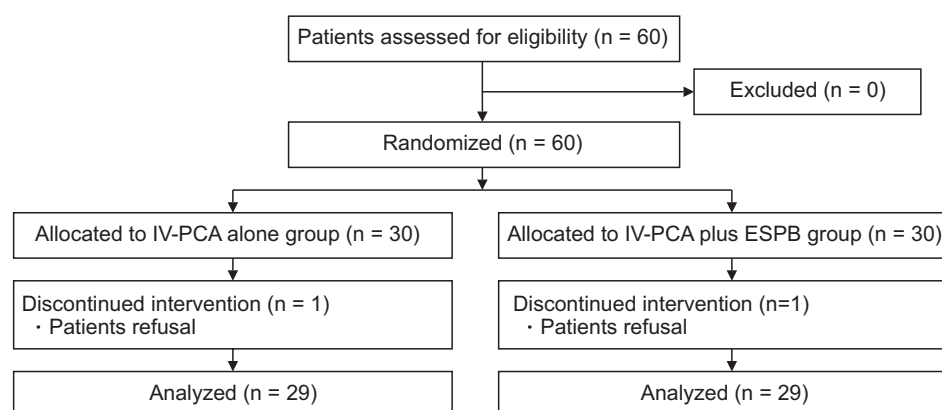 Patients assessed for eligibility (n = 60)
Excluded (n = 0)
Randomized (n = 60)
Allocated to IV-PCA alone group (n = 30)
Allocated to IV-PCA plus ESPB group (n = 30)
Discontinued intervention (n = 1)
· Patients refusal
Discontinued intervention (n=1)
· Patients refusal
Analyzed (n = 29)
Analyzed (n = 29)